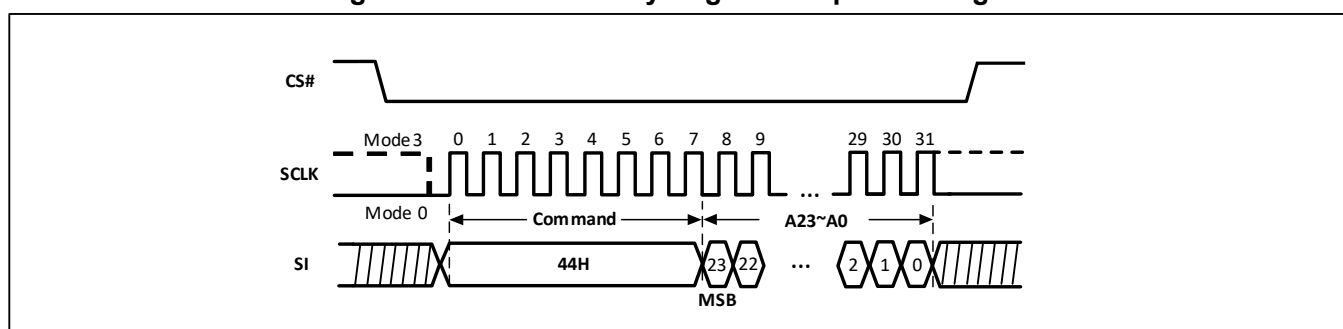 CS#
Mode 3 0 1 2 3 4 5 6 7 8 9 29 30 31
SCLK
...
Mode 0 Command A23~A0
SI 44H 23 22 ... 2 1 0
MSB